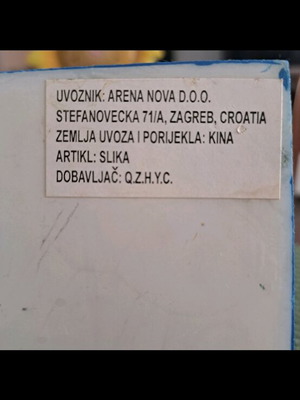 UVOZNIK: ARENA NOVA D.O.O.
STEFANOVECKA 71/A, ZAGREB, CROATIA
ZEMLJA UVOZA I PORIJEKLA: KINA
ARTIKL: SLIKA
DOBAVLJAČ: Q.Z.H.Y.C.